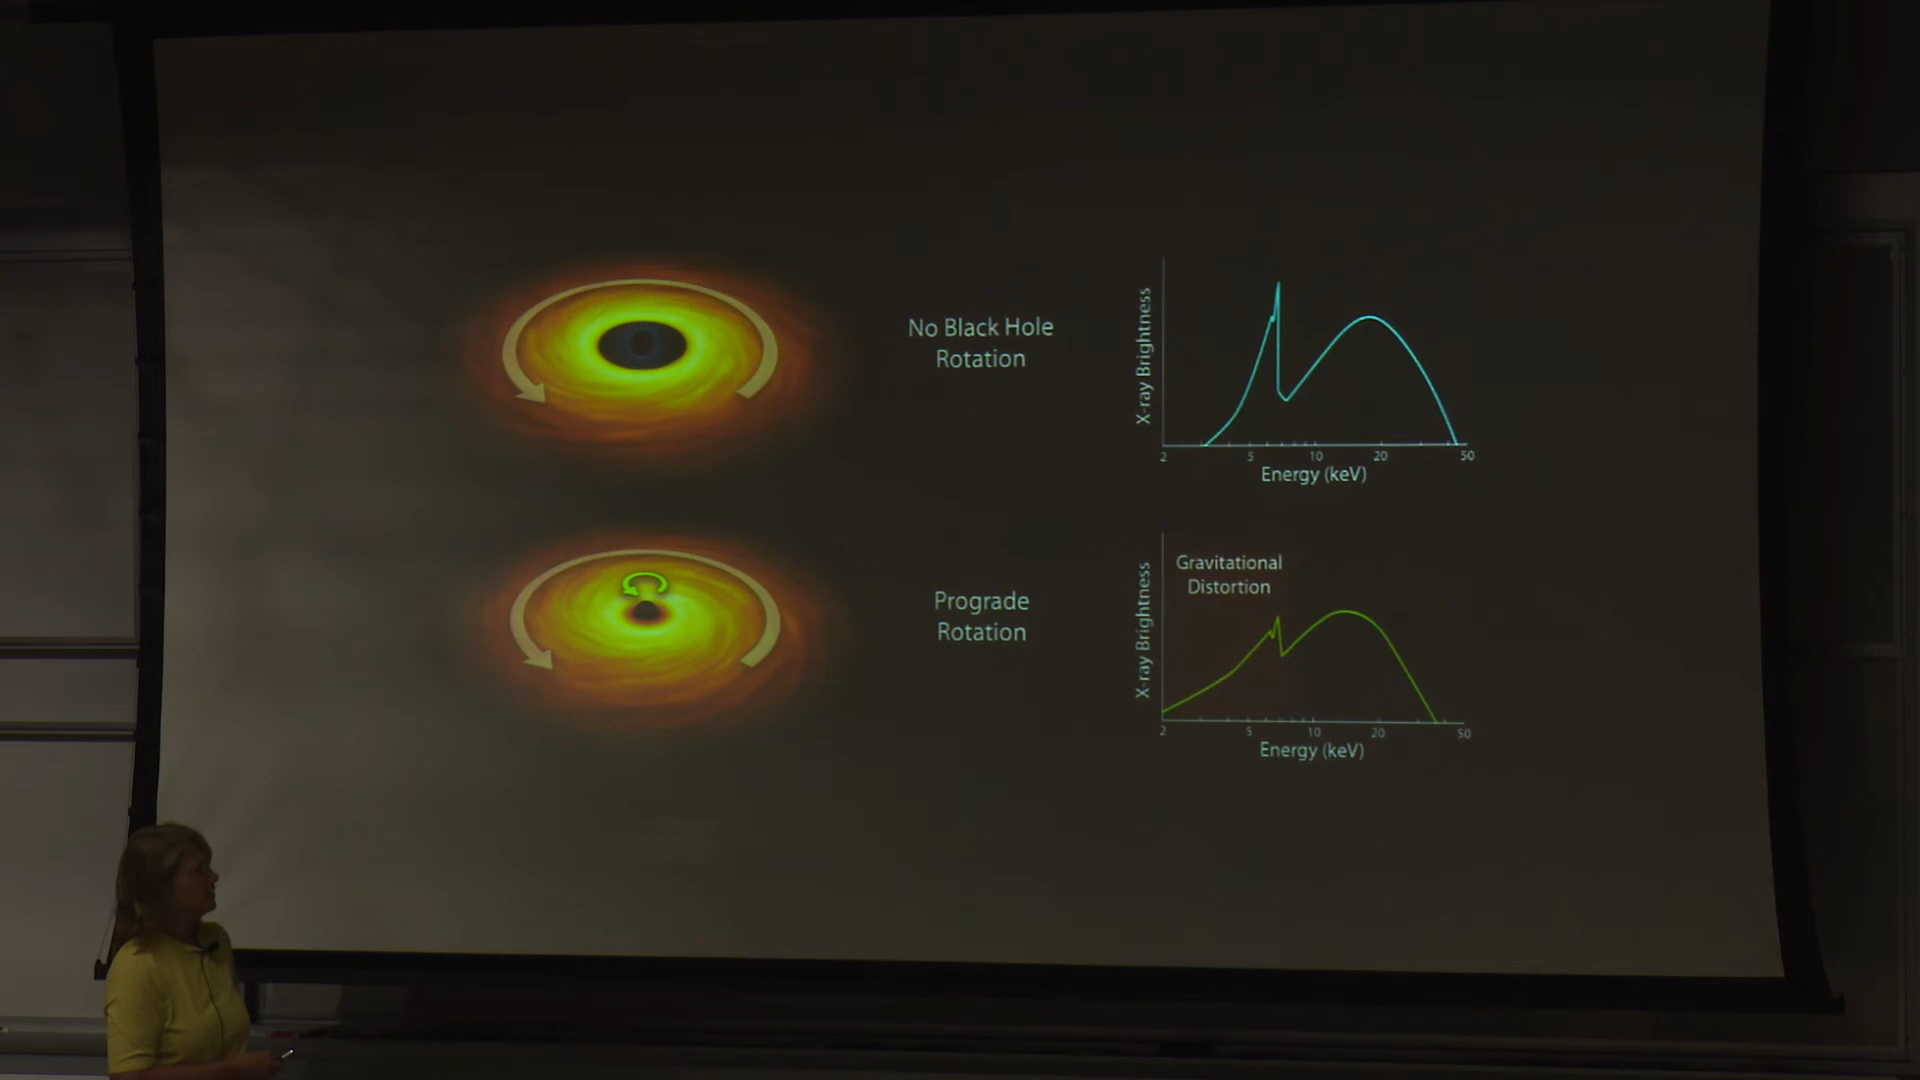 No Black Hole
Rotation
X-ray Brightness
2 5 10 20 50
Energy (keV)
Prograde
Rotation
Gravitational
Distortion
X-ray Brightness
2 5 10 20 50
Energy (keV)